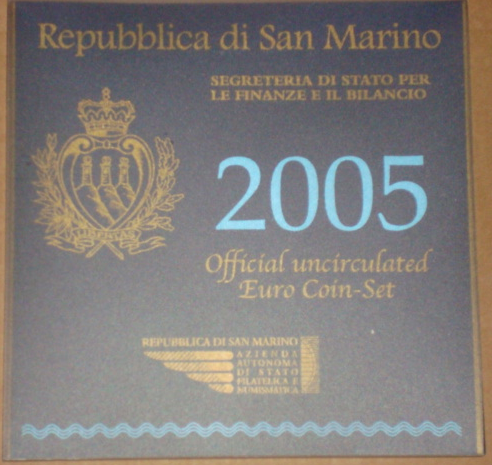 Repubblica di San Marino
SEGRETERIA DI STATO PER
LE FINANZE E IL BILANCIO
LIBERTAS
2005
Official uncirculated
Euro Coin-Set
REPUBBLICA DI SAN MARINO
AZIENDA
AUTONOMA
DI STATO
FILATELICA E
NUMISMATICA